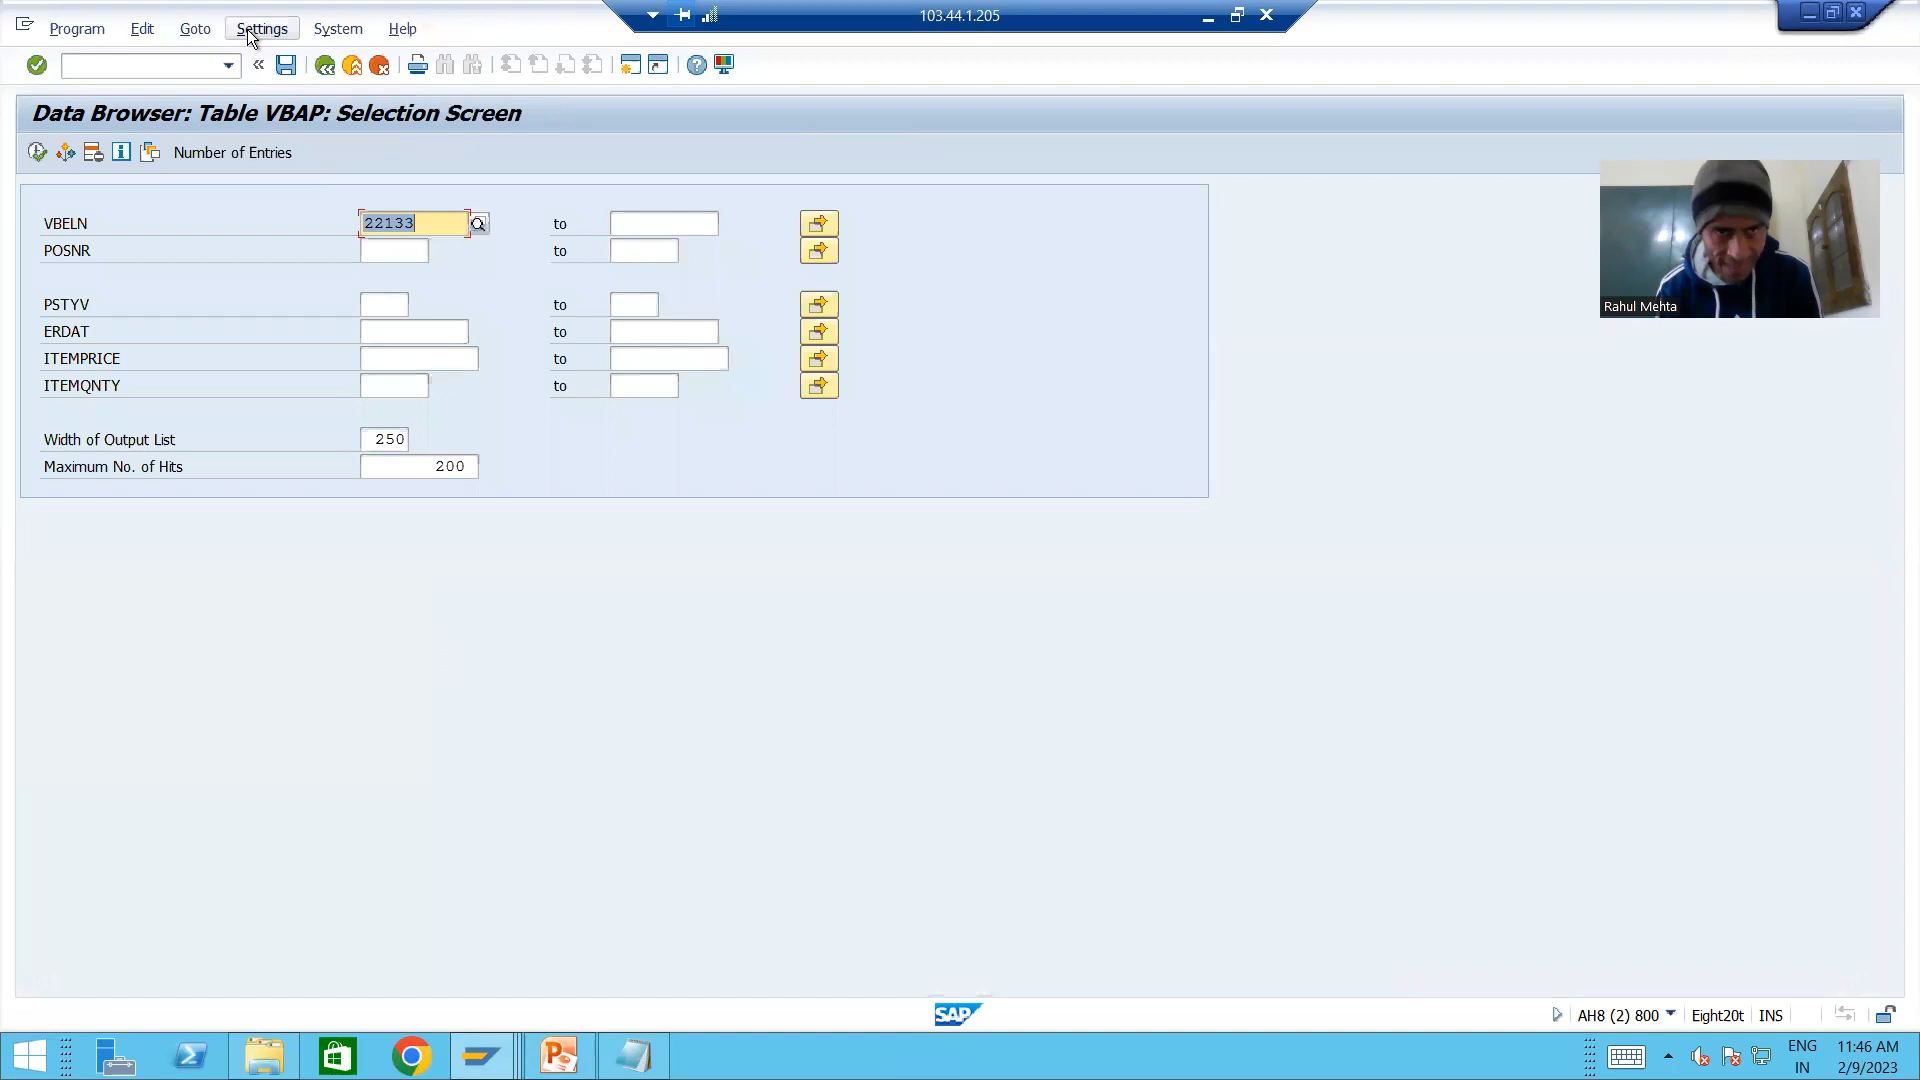 103.44.1.205
Program Edit Goto Settings System Help
Data Browser: Table VBAP: Selection Screen
Number of Entries
VBELN 22133 to
POSNR to
PSTYV to
ERDAT to
ITEMPRICE to
ITEMQNTY to
Width of Output List 250
Maximum No. of Hits 200
Rahul Mehta
SAP
AH8 (2) 800 Eight20t INS
ENG 11:46 AM
IN 2/9/2023